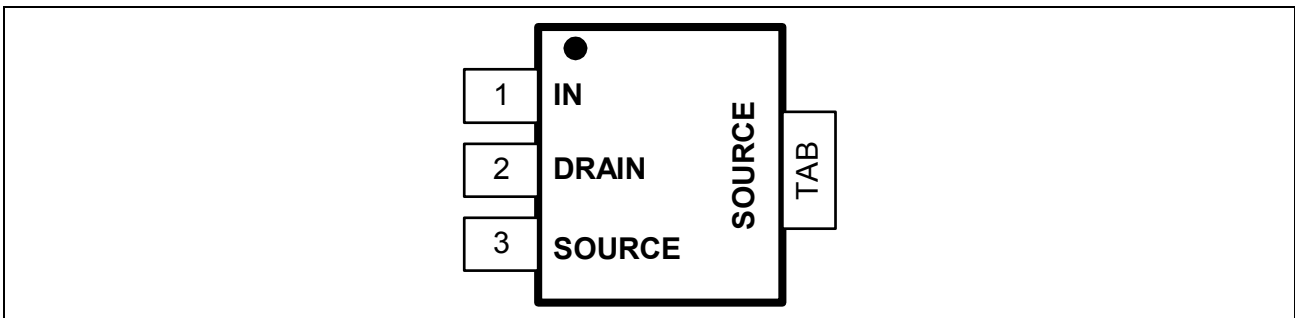 1 IN
2 DRAIN
3 SOURCE
SOURCE
TAB